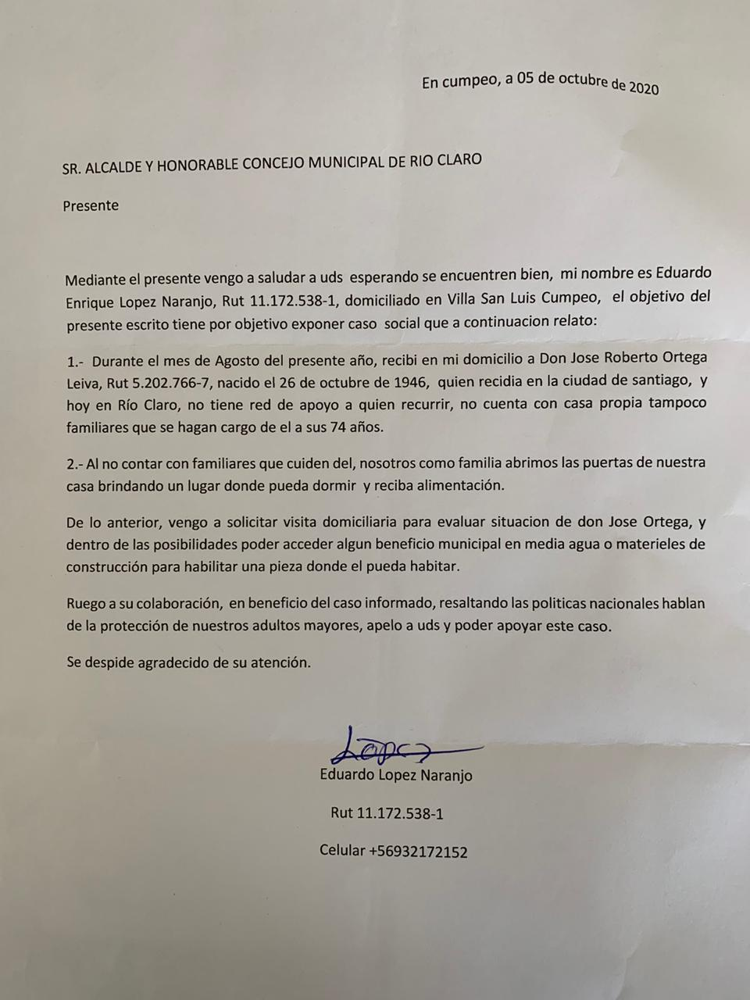 En cumpeo, a 05 de octubre de 2020
SR. ALCALDE Y HONORABLE CONCEJO MUNICIPAL DE RIO CLARO
Presente
Mediante el presente vengo a saludar a uds esperando se encuentren bien, mi nombre es Eduardo
Enrique Lopez Naranjo, Rut 11.172.538-1, domiciliado en Villa San Luis Cumpeo, el objetivo del
presente escrito tiene por objetivo exponer caso social que a continuacion relato:
1.- Durante el mes de Agosto del presente año, recibi en mi domicilio a Don Jose Roberto Ortega
Leiva, Rut 5.202.766-7, nacido el 26 de octubre de 1946, quien recidia en la ciudad de santiago, y
hoy en Río Claro, no tiene red de apoyo a quien recurrir, no cuenta con casa propia tampoco
familiares que se hagan cargo de el a sus 74 años.
2.- Al no contar con familiares que cuiden del, nosotros como familia abrimos las puertas de nuestra
casa brindando un lugar donde pueda dormir y reciba alimentación.
De lo anterior, vengo a solicitar visita domiciliaria para evaluar situacion de don Jose Ortega, y
dentro de las posibilidades poder acceder algun beneficio municipal en media agua o materieles de
construcción para habilitar una pieza donde el pueda habitar.
Ruego a su colaboración, en beneficio del caso informado, resaltando las politicas nacionales hablan
de la protección de nuestros adultos mayores, apelo a uds y poder apoyar este caso.
Se despide agradecido de su atención.
Lopez
Eduardo Lopez Naranjo
Rut 11.172.538-1
Celular +56932172152